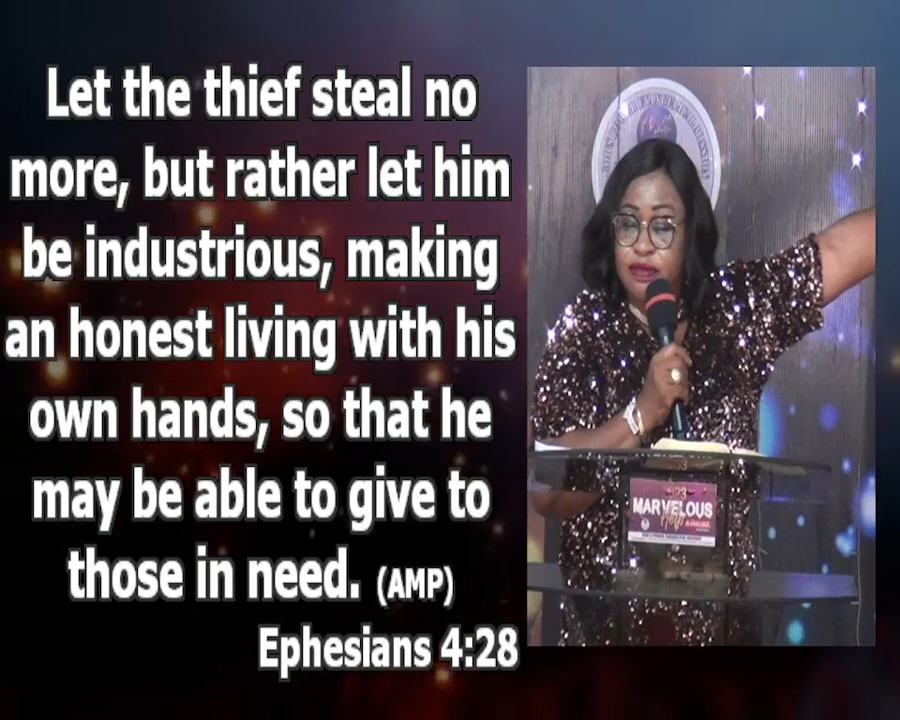 Let the thief steal no
more, but rather let him
be industrious, making
an honest living with his
own hands, so that he
may be able to give to
those in need. (AMP)
Ephesians 4:28
MARVELOUS
Help